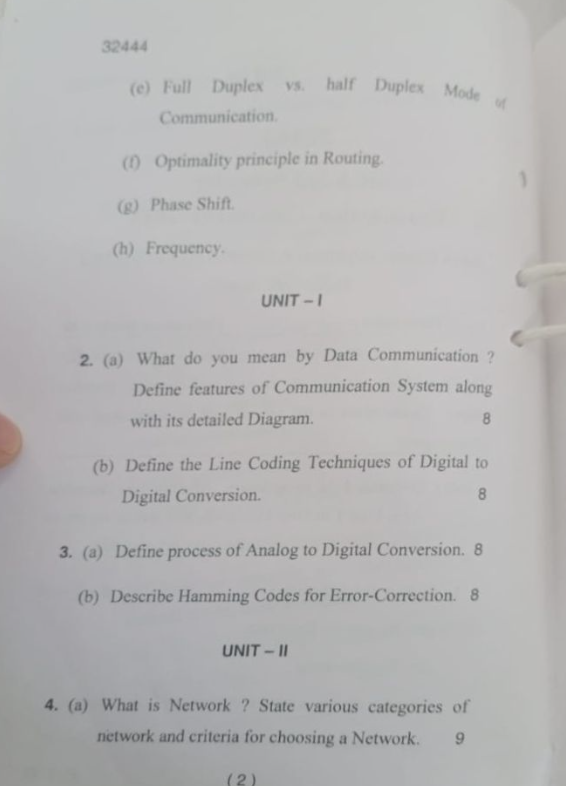 32444
(e) Full Duplex vs. half Duplex Mode of
Communication.
(f) Optimality principle in Routing.
(g) Phase Shift.
(h) Frequency.
UNIT – I
2. (a) What do you mean by Data Communication ?
Define features of Communication System along
with its detailed Diagram. 8
(b) Define the Line Coding Techniques of Digital to
Digital Conversion. 8
3. (a) Define process of Analog to Digital Conversion. 8
(b) Describe Hamming Codes for Error-Correction. 8
UNIT – II
4. (a) What is Network ? State various categories of
network and criteria for choosing a Network. 9
(2)